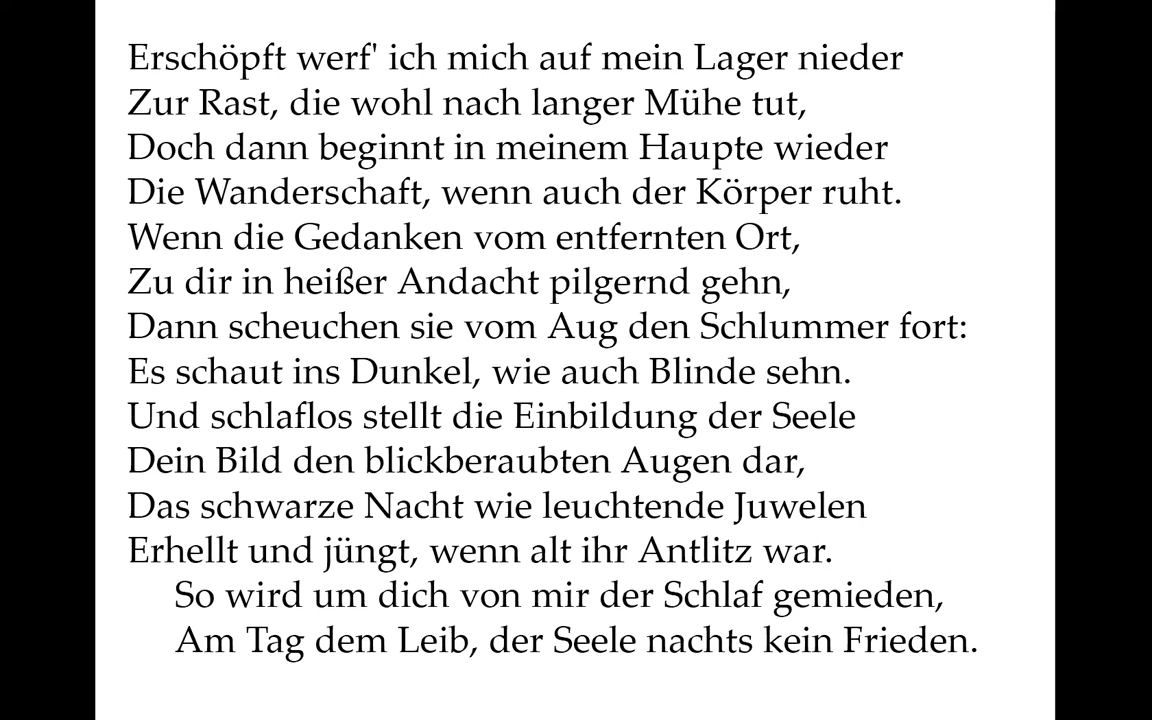 Erschöpft werf' ich mich auf mein Lager nieder
Zur Rast, die wohl nach langer Mühe tut,
Doch dann beginnt in meinem Haupte wieder
Die Wanderschaft, wenn auch der Körper ruht.
Wenn die Gedanken vom entfernten Ort,
Zu dir in heißer Andacht pilgernd gehn,
Dann scheuchen sie vom Aug den Schlummer fort:
Es schaut ins Dunkel, wie auch Blinde sehn.
Und schlaflos stellt die Einbildung der Seele
Dein Bild den blickberaubten Augen dar,
Das schwarze Nacht wie leuchtende Juwelen
Erhellt und jüngt, wenn alt ihr Antlitz war.
So wird um dich von mir der Schlaf gemieden,
Am Tag dem Leib, der Seele nachts kein Frieden.